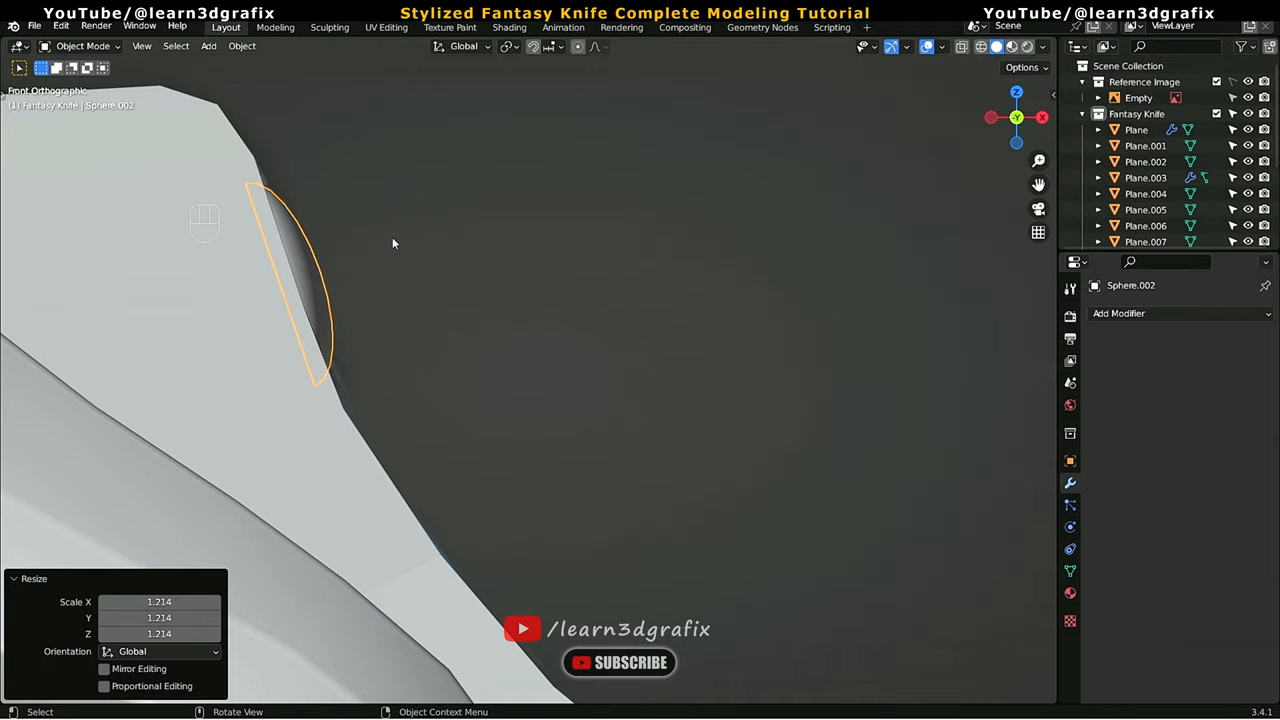 YouTube/@learn3dgrafix
Stylized Fantasy Knife Complete Modeling Tutorial
YouTube/@learn3dgrafix
File Edit Render Window Help
Layout Modeling Sculpting UV Editing Texture Paint Shading Animation Rendering Compositing Geometry Nodes Scripting +
Scene
ViewLayer
Object Mode View Select Add Object
Global
Options
Front Orthographic
(1) Fantasy Knife | Sphere.002
Z
X
-Y
Scene Collection
Reference Image
Empty
Fantasy Knife
Plane
Plane.001
Plane.002
Plane.003
Plane.004
Plane.005
Plane.006
Plane.007
Sphere.002
Add Modifier
Resize
Scale X 1.214
Y 1.214
Z 1.214
Orientation Global
Mirror Editing
Proportional Editing
/learn3dgrafix
SUBSCRIBE
Select
Rotate View
Object Context Menu
3.4.1